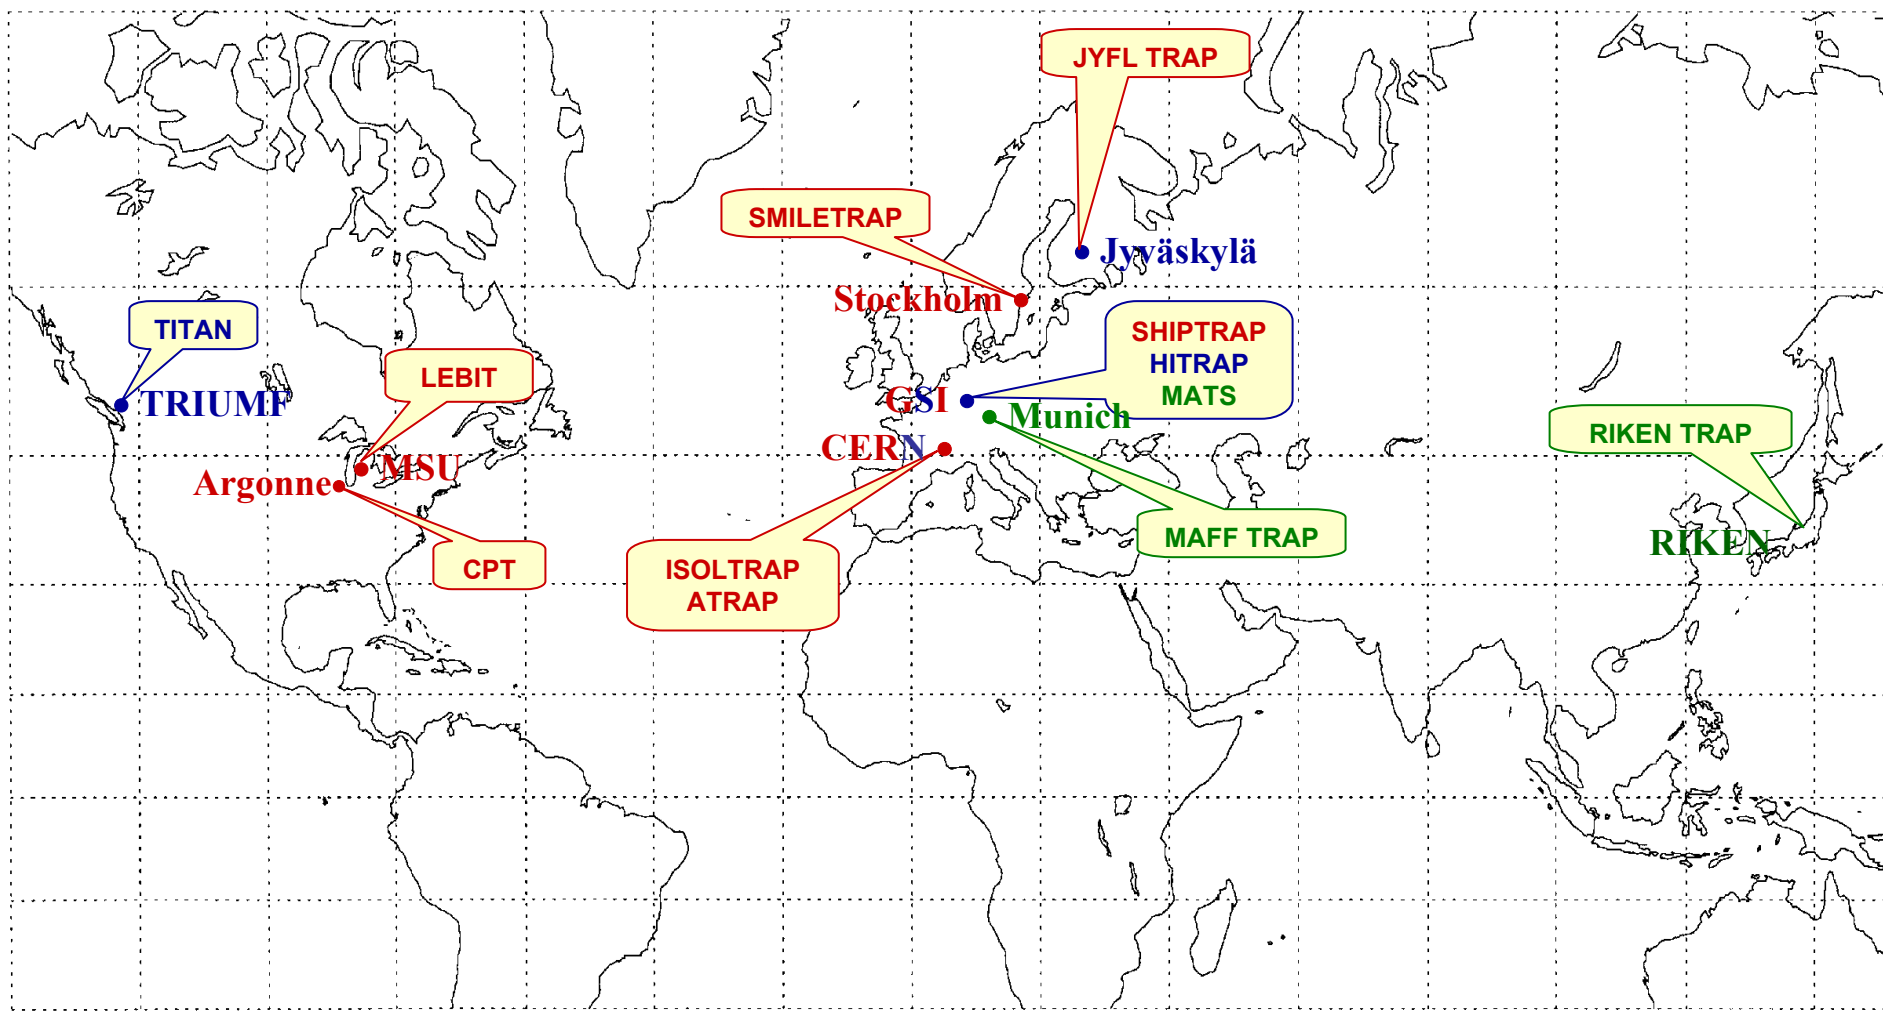 JYFL TRAP
SMILETRAP
Jyväskylä
Stockholm
TITAN
SHIPTRAP
HITRAP
MATS
LEBIT
TRIUMF
GSI
Munich
RIKEN TRAP
CERN
MSU
Argonne
MAFF TRAP
RIKEN
CPT
ISOLTRAP
ATRAP